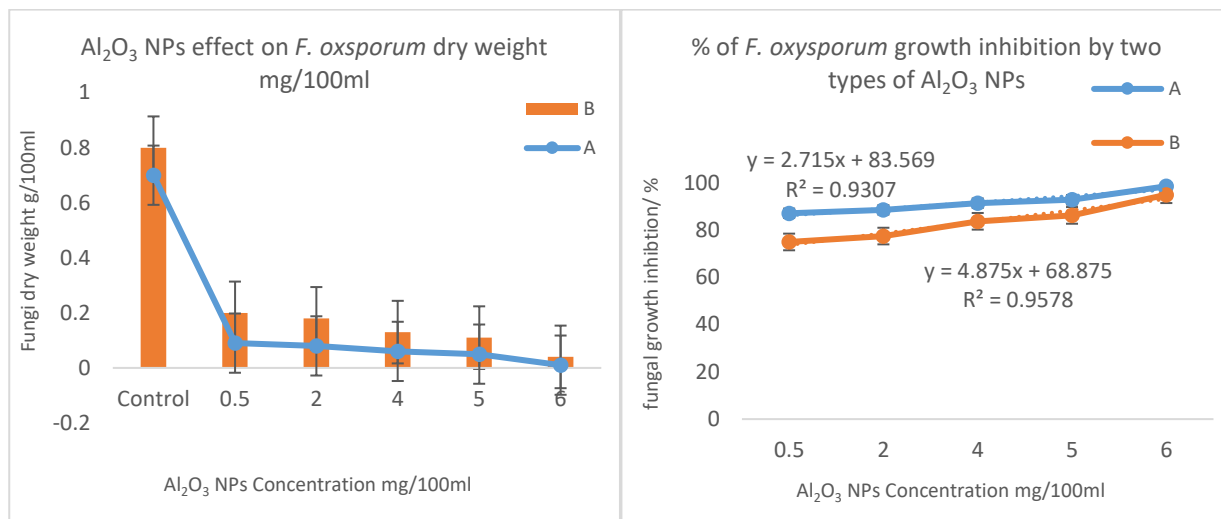 Al₂O₃ NPs effect on F. oxsporum dry weight
mg/100ml
1
0.8
0.6
0.4
0.2
0
-0.2
Fungi dry weight g/100ml
B
A
Control
0.5
2
4
5
6
Al₂O₃ NPs Concentration mg/100ml
% of F. oxysporum growth inhibition by two
types of Al₂O₃ NPs
A
B
y = 2.715x + 83.569
R² = 0.9307
y = 4.875x + 68.875
R² = 0.9578
100
80
60
40
20
0
fungal growth inhibtion/ %
0.5
2
4
5
6
Al₂O₃ NPs Concentration mg/100ml